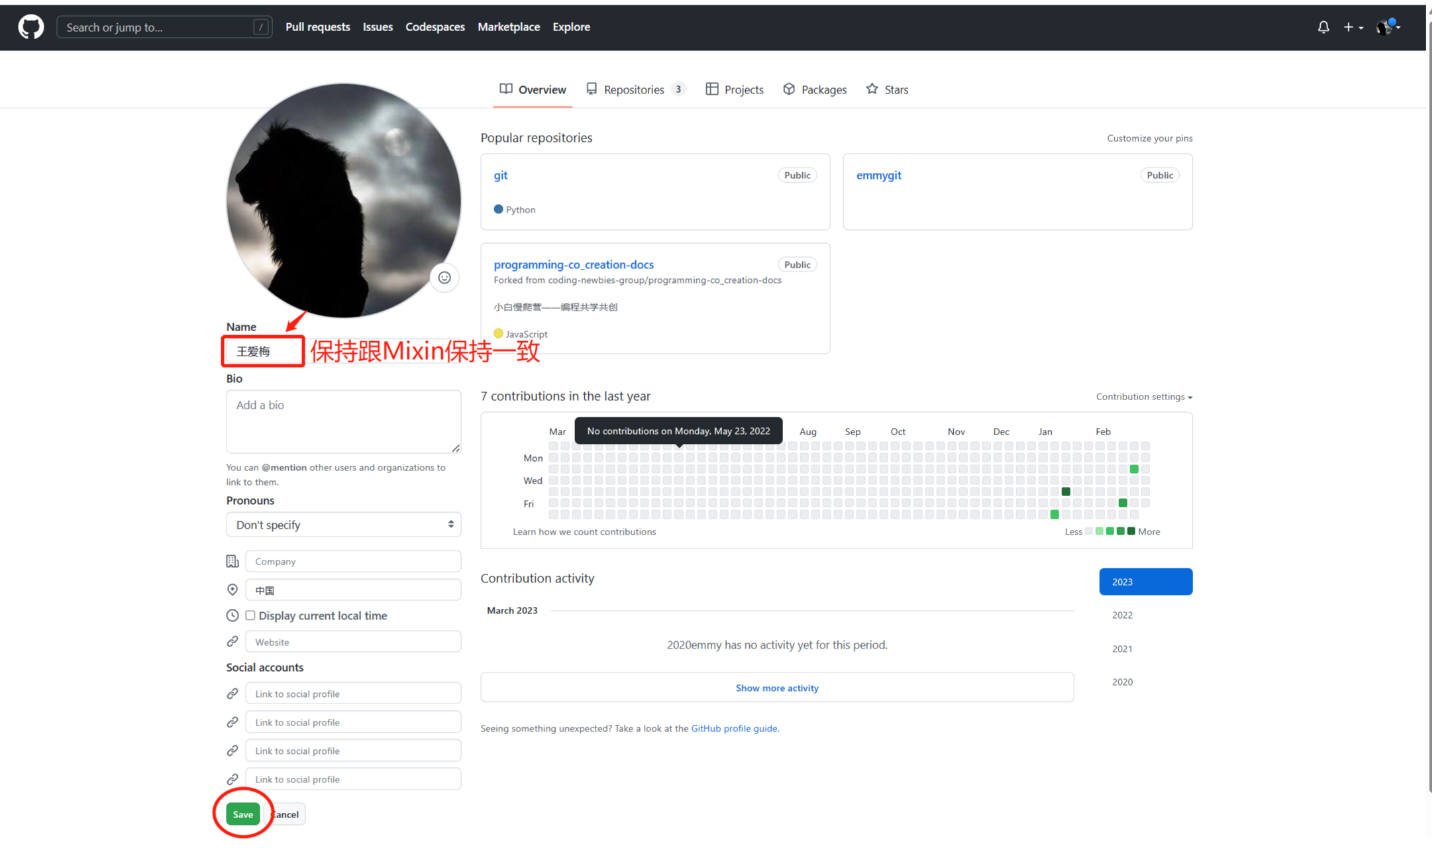 Search or jump to... /
Pull requests Issues Codespaces Marketplace Explore
Overview Repositories 3 Projects Packages Stars
Popular repositories
Customize your pins
git Public
Python
emmygit Public
programming-co_creation-docs Public
Forked from coding-newbies-group/programming-co_creation-docs
小白慢爬营——编程共学共创
JavaScript
Name
王爱梅
保持跟Mixin保持一致
Bio
Add a bio
You can @mention other users and organizations to
link to them.
Pronouns
Don't specify
Company
中国
Display current local time
Website
Social accounts
Link to social profile
Link to social profile
Link to social profile
Link to social profile
Save
Cancel
7 contributions in the last year
Contribution settings
Mar
No contributions on Monday, May 23, 2022
Aug Sep Oct Nov Dec Jan Feb
Mon
Wed
Fri
Learn how we count contributions
Less More
Contribution activity
March 2023
2020emmy has no activity yet for this period.
Show more activity
Seeing something unexpected? Take a look at the GitHub profile guide.
2023
2022
2021
2020